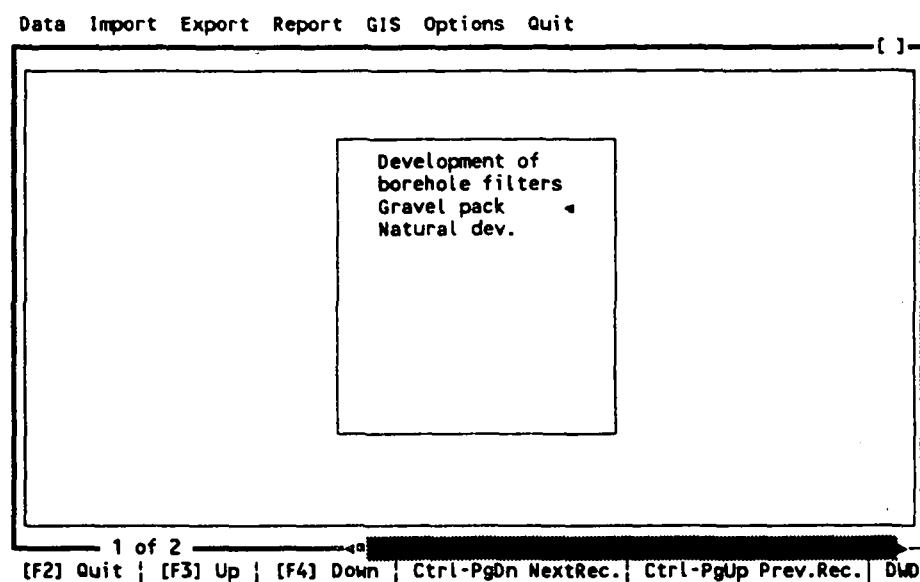 Data Import Export Report GIS Options Quit
[ ]
Development of
borehole filters
Gravel pack
Natural dev.
1 of 2
[F2] Quit ¦ [F3] Up ¦ [F4] Down ¦ Ctrl-PgDn NextRec.¦ Ctrl-PgUp Prev.Rec.| DWD